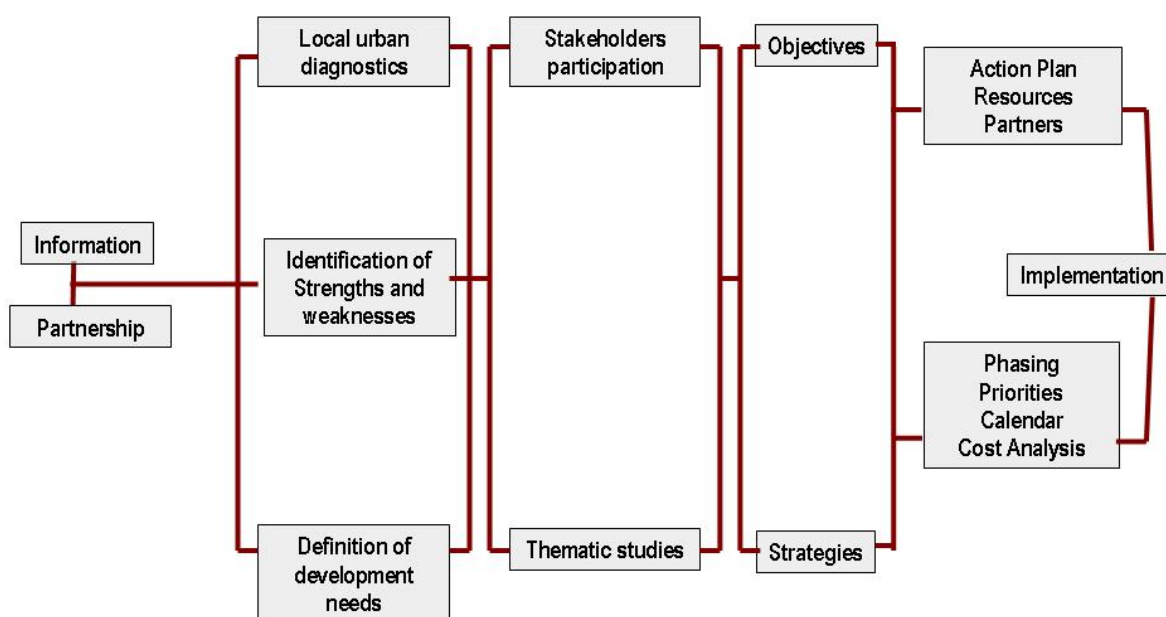 Information
Partnership
Local urban
diagnostics
Identification of
Strengths and
weaknesses
Definition of
development
needs
Stakeholders
participation
Thematic studies
Objectives
Strategies
Action Plan
Resources
Partners
Phasing
Priorities
Calendar
Cost Analysis
Implementation